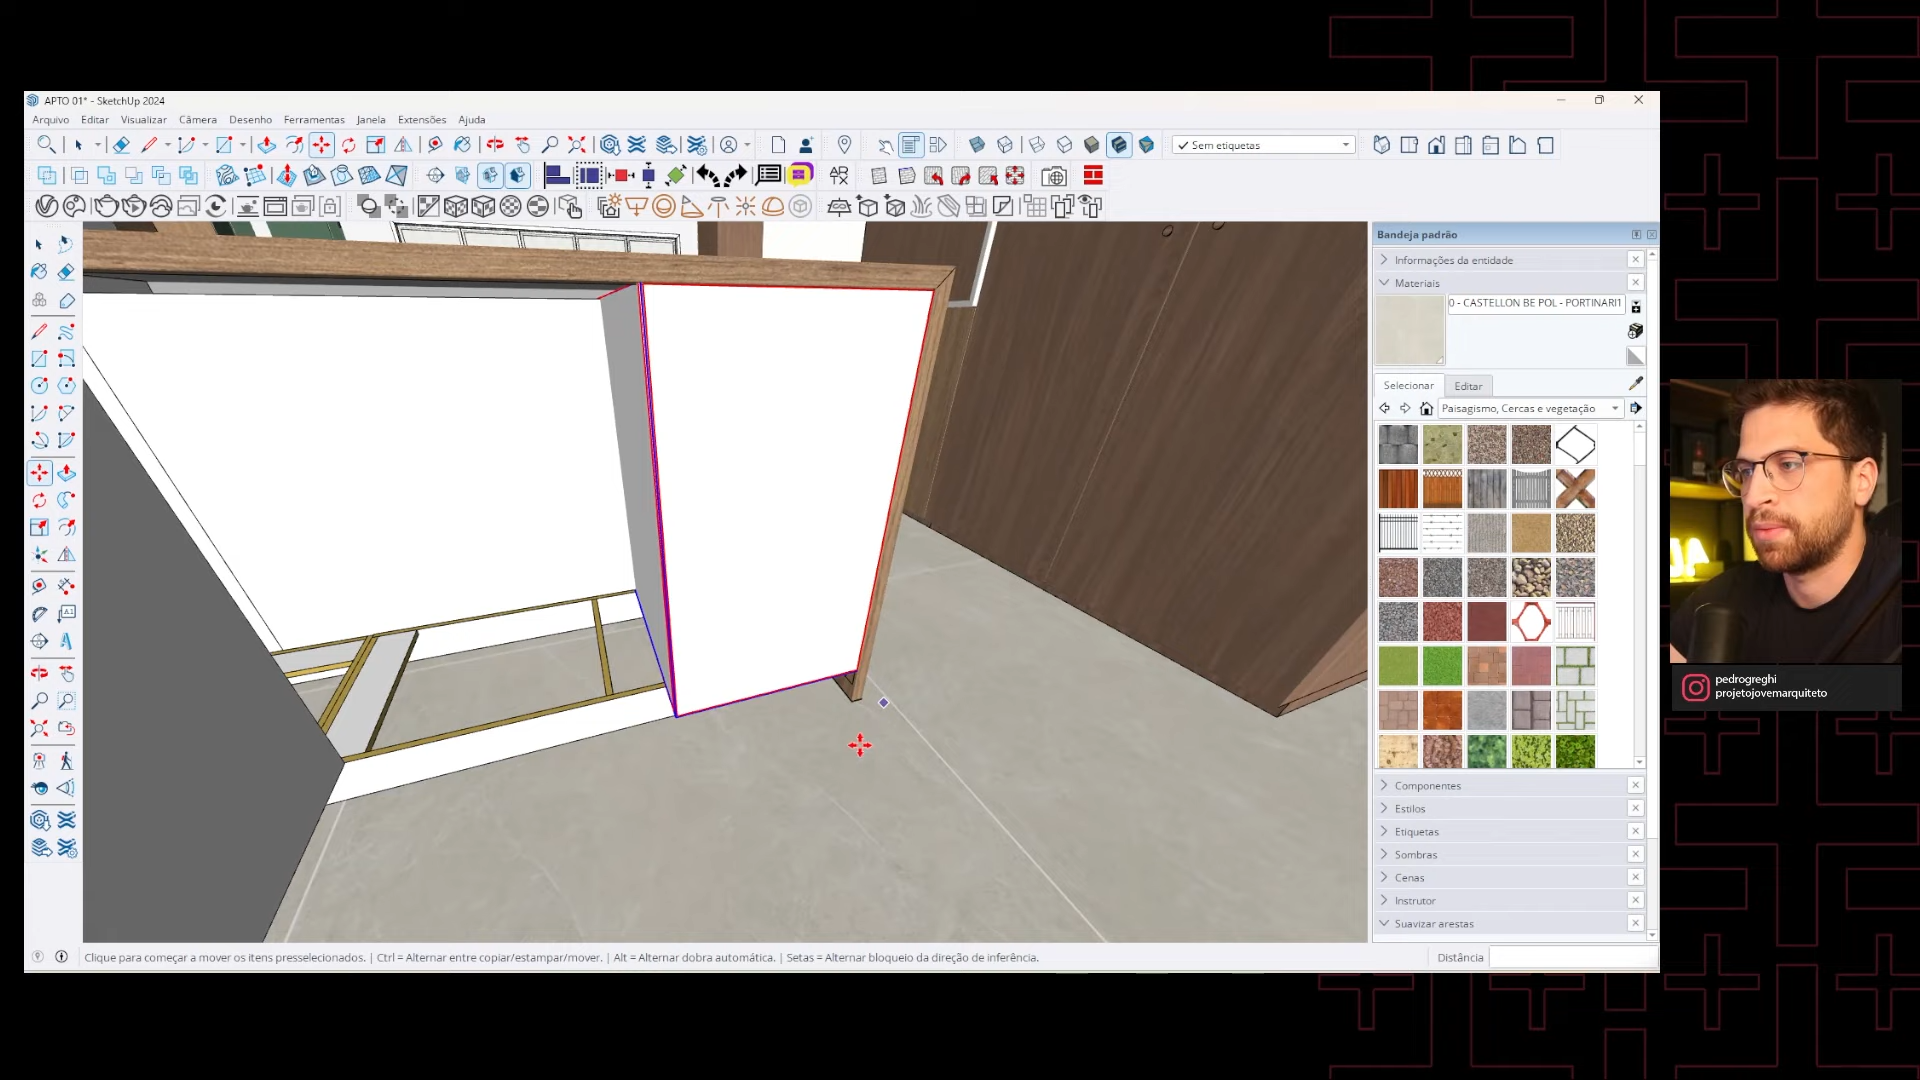 APTO 01* - SketchUp 2024
Arquivo Editar Visualizar Câmera Desenho Ferramentas Janela Extensões Ajuda
Sem etiquetas
Bandeja padrão
Informações da entidade
Materiais
0 - CASTELLON BE POL - PORTINARI1
Selecionar Editar
Paisagismo, Cercas e vegetação
Componentes
Estilos
Etiquetas
Sombras
Cenas
Instrutor
Suavizar arestas
Clique para começar a mover os itens presselecionados. | Ctrl = Alternar entre copiar/estampar/mover. | Alt = Alternar dobra automática. | Setas = Alternar bloqueio da direção de inferência.
Distância
pedrogreghi
projetojovemarquiteto